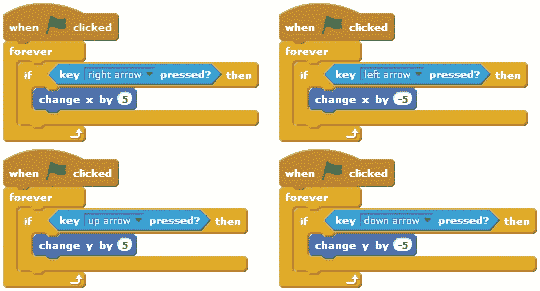 when clicked
forever
if key right arrow pressed? then
change x by 5
when clicked
forever
if key left arrow pressed? then
change x by -5
when clicked
forever
if key up arrow pressed? then
change y by 5
when clicked
forever
if key down arrow pressed? then
change y by -5